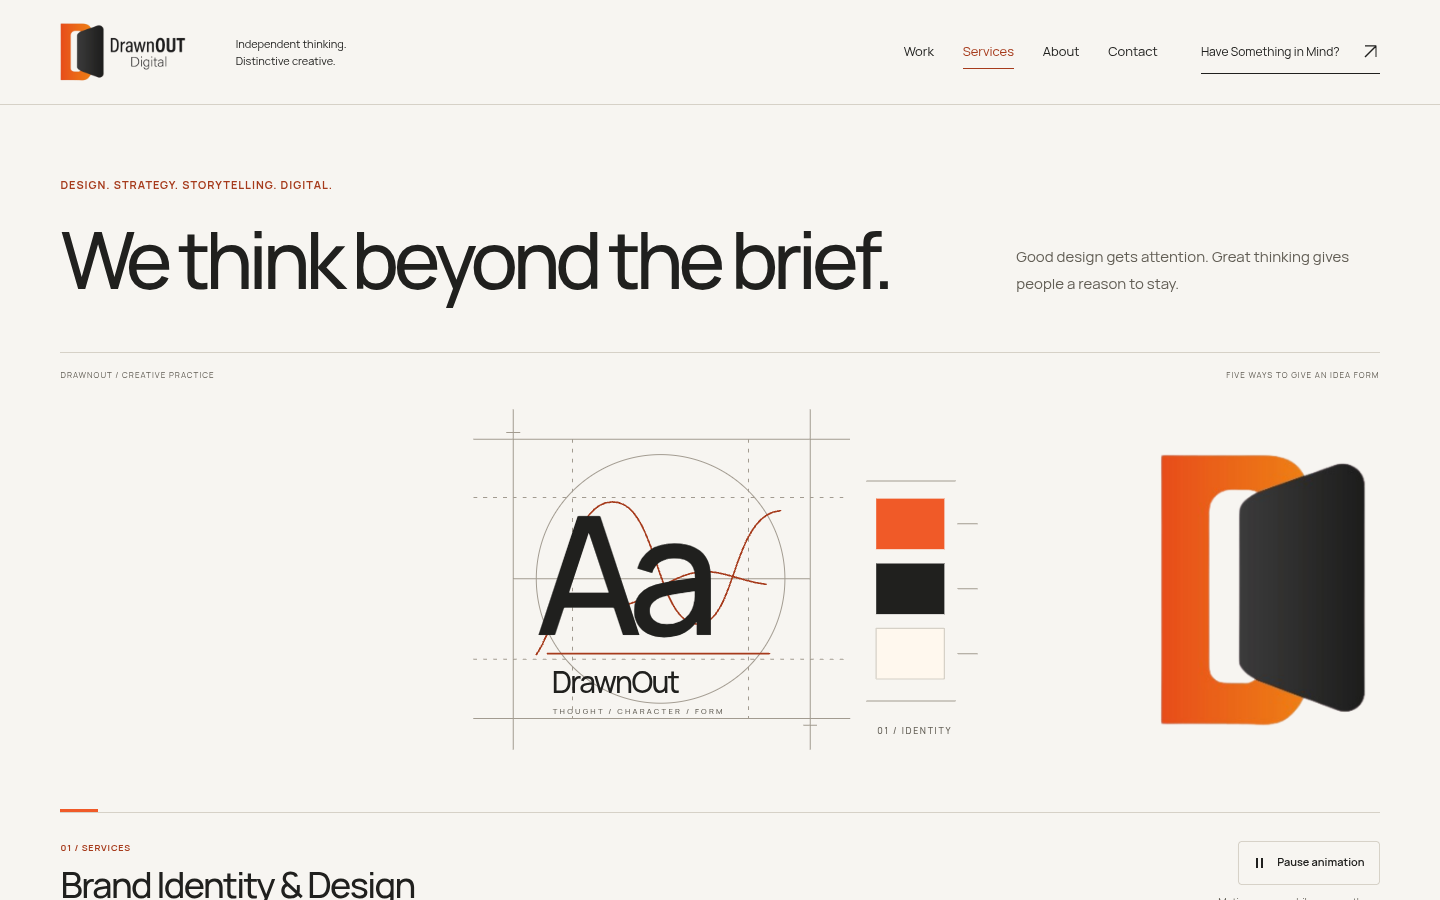 DrawnOUT
Digital
Independent thinking.
Distinctive creative.
Work
Services
About
Contact
Have Something in Mind?
DESIGN. STRATEGY. STORYTELLING. DIGITAL.
We think beyond the brief.
Good design gets attention. Great thinking gives
people a reason to stay.
DRAWNOUT / CREATIVE PRACTICE
FIVE WAYS TO GIVE AN IDEA FORM
Aa
DrawnOut
THOUGHT / CHARACTER / FORM
01 / IDENTITY
01 / SERVICES
Brand Identity & Design
Pause animation